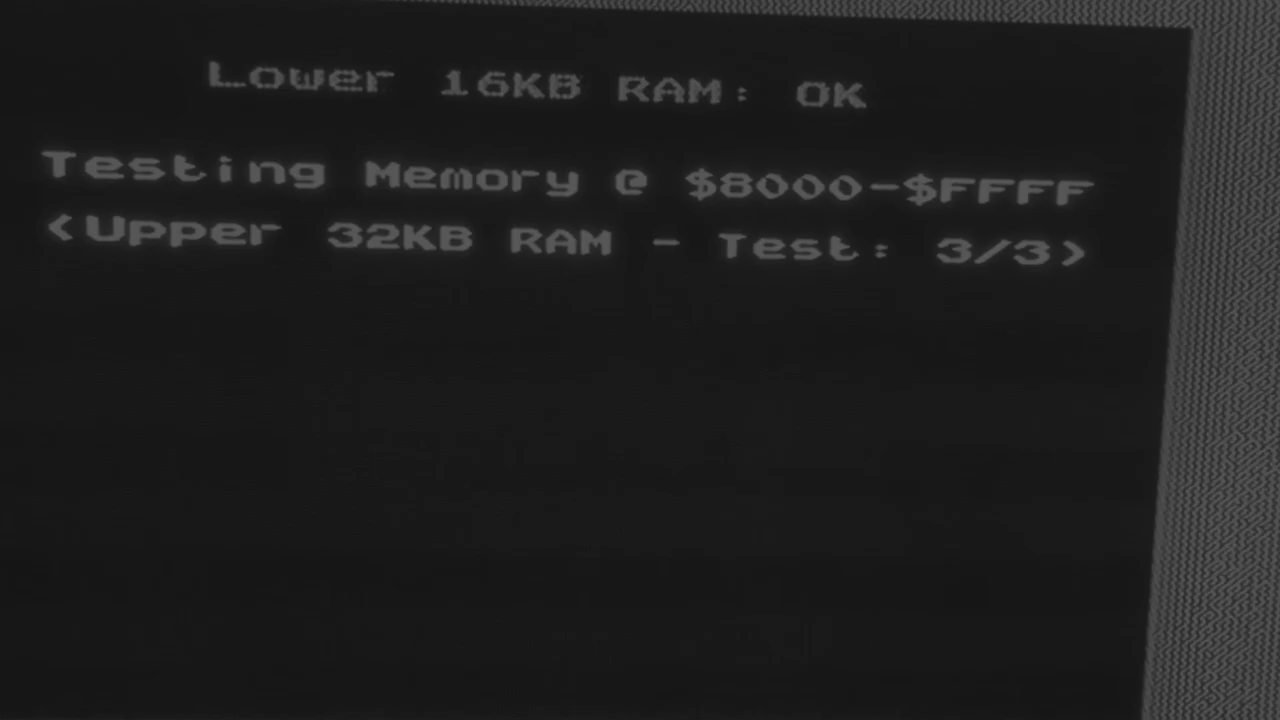 Lower 16KB RAM: OK
Testing Memory @ $8000-$FFFF
<Upper 32KB RAM - Test: 3/3>